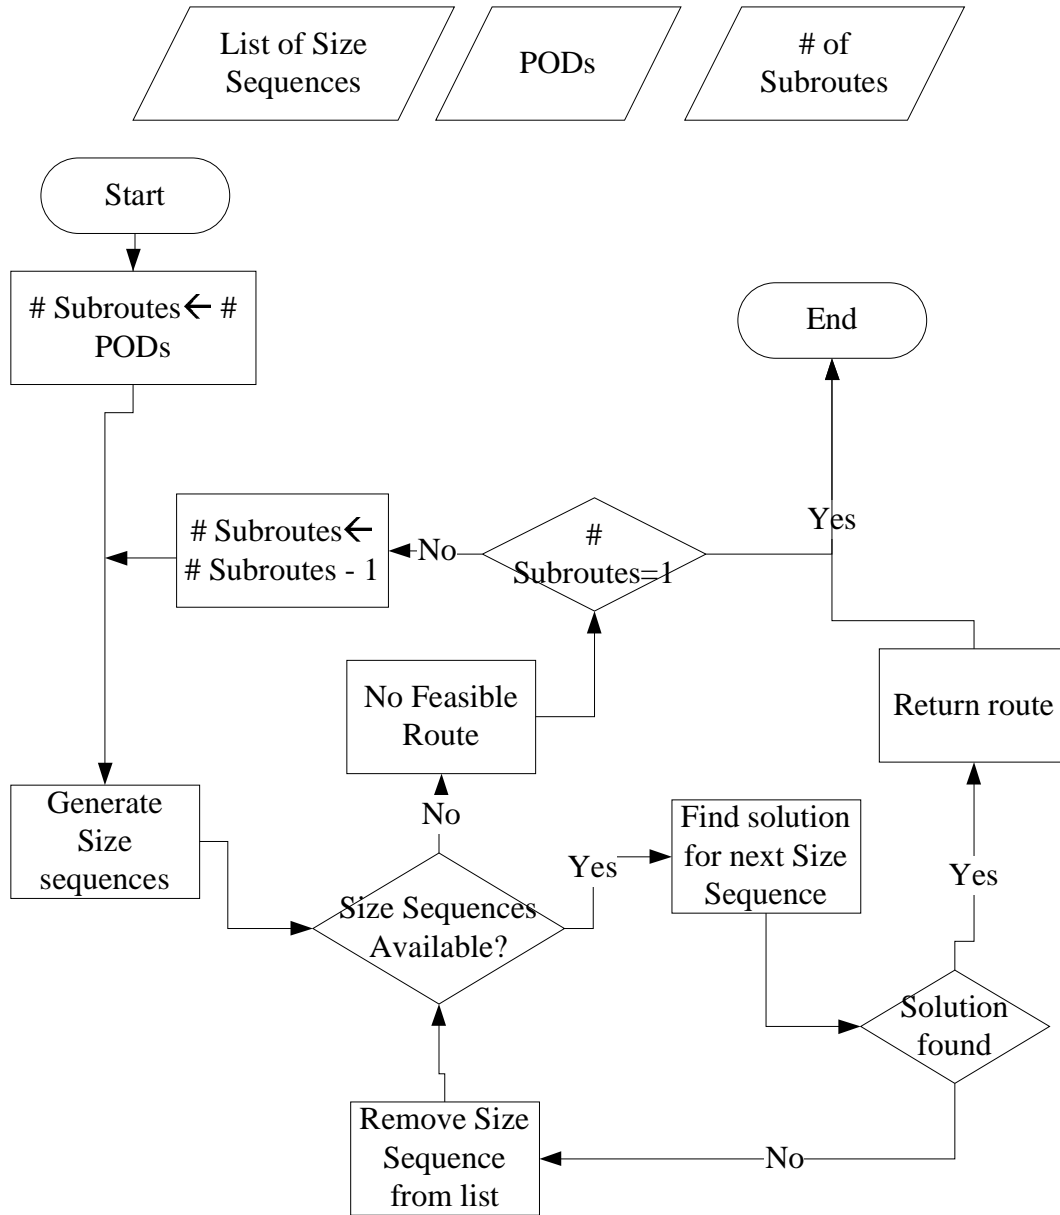 List of Size
Sequences
PODs
# of
Subroutes
Start
# Subroutes← #
PODs
End
# Subroutes←
# Subroutes - 1
No
#
Subroutes=1
Yes
No Feasible
Route
Return route
Generate
Size
sequences
No
Size Sequences
Available?
Yes
Find solution
for next Size
Sequence
Yes
Solution
found
No
Remove Size
Sequence
from list